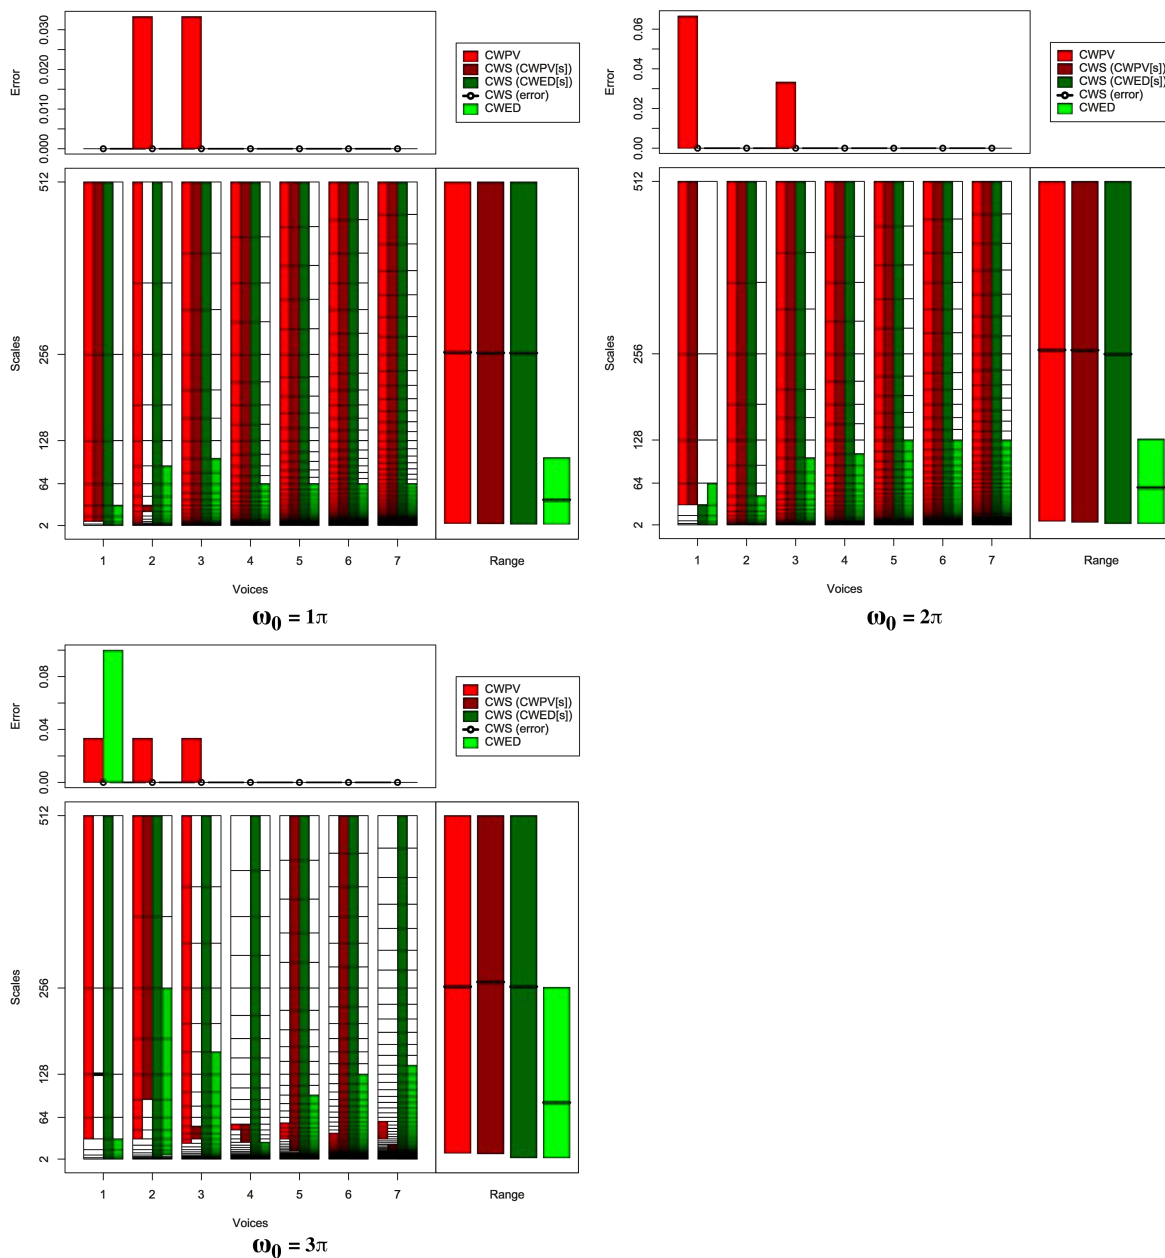 Error
0.030
0.020
0.010
0.000
CWPV
CWS (CWPV[s])
CWS (CWED[s])
CWS (error)
CWED
Scales
512
256
128
64
2
1 2 3 4 5 6 7
Range
Voices
ω0 = 1π
Error
0.06
0.04
0.02
0.00
CWPV
CWS (CWPV[s])
CWS (CWED[s])
CWS (error)
CWED
Scales
512
256
128
64
2
1 2 3 4 5 6 7
Range
Voices
ω0 = 2π
Error
0.08
0.04
0.00
CWPV
CWS (CWPV[s])
CWS (CWED[s])
CWS (error)
CWED
Scales
512
256
128
64
2
1 2 3 4 5 6 7
Range
Voices
ω0 = 3π